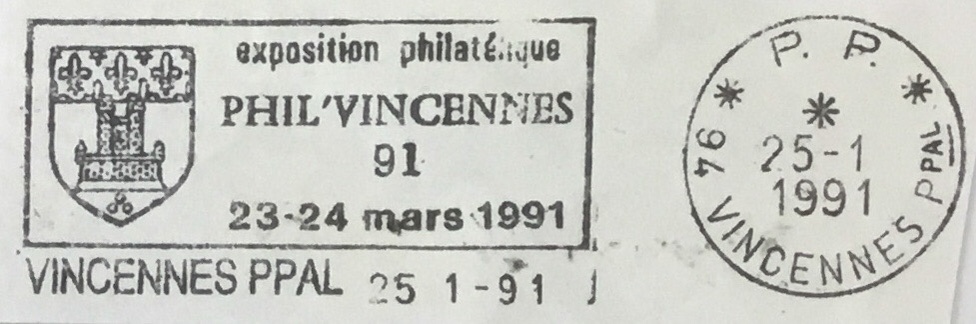 exposition philatélique
PHIL'VINCENNES
91
23-24 mars 1991
VINCENNES PPAL 25 1-91
P. P.
* * *
25-1
1991
94 VINCENNES PPAL